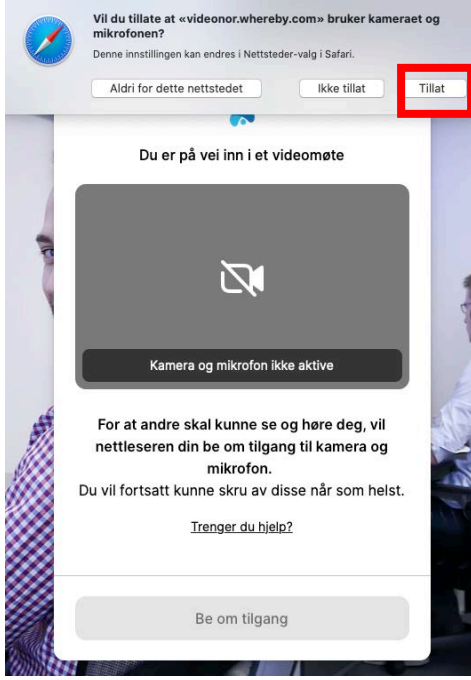 Vil du tillate at «videonor.whereby.com» bruker kameraet og
mikrofonen?
Denne innstillingen kan endres i Nettsteder-valg i Safari.
Aldri for dette nettstedet
Ikke tillat
Tillat
Du er på vei inn i et videomøte
Kamera og mikrofon ikke aktive
For at andre skal kunne se og høre deg, vil
nettleseren din be om tilgang til kamera og
mikrofon.
Du vil fortsatt kunne skru av disse når som helst.
Trenger du hjelp?
Be om tilgang